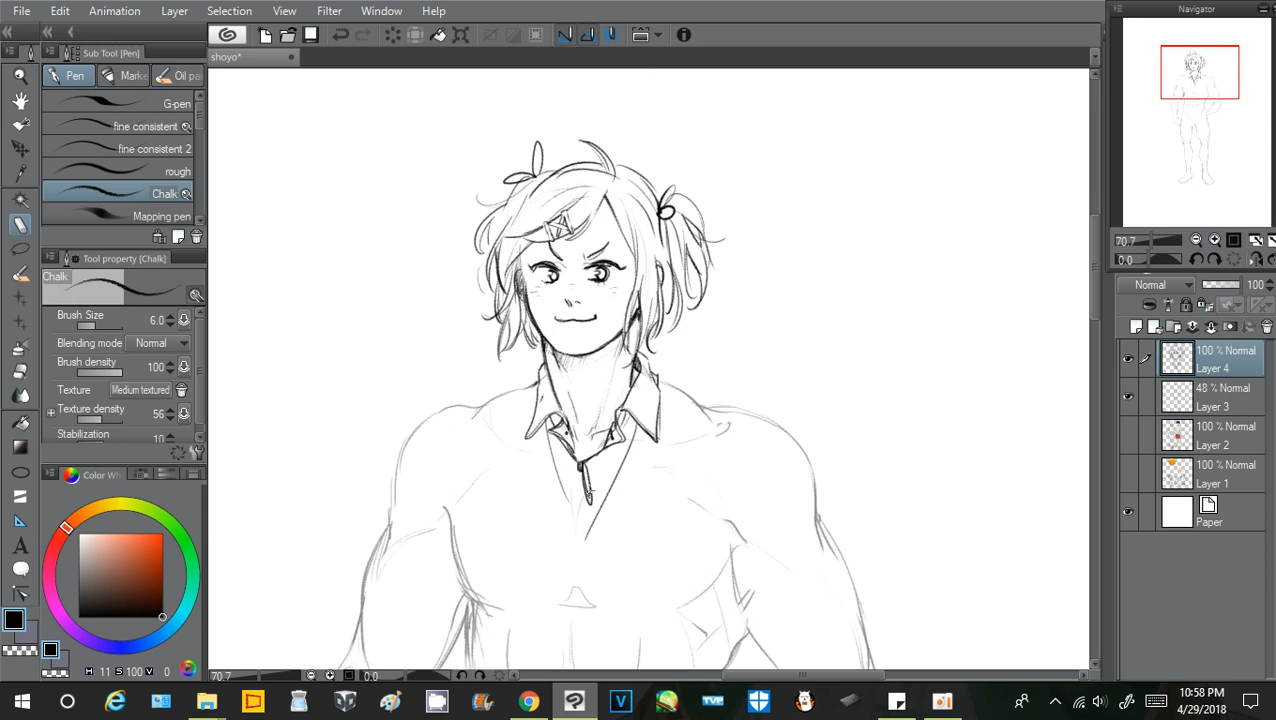 File Edit Animation Layer Selection View Filter Window Help
Navigator
Sub Tool [Pen]
shoyo*
Pen Marke Oil pa
G-pen
fine consistent
fine consistent 2
rough
Chalk
Mapping pen
Tool property [Chalk]
Chalk
Brush Size 6.0
Blending mode Normal
Brush density 100
Texture Medium textured
Texture density 56
Stabilization 10
Color Wh
H 11 S 100 V 0
70.7 0.0
70.7
0.0
Normal 100
100 % Normal
Layer 4
48 % Normal
Layer 3
100 % Normal
Layer 2
100 % Normal
Layer 1
Paper
TVP
10:58 PM
4/29/2018